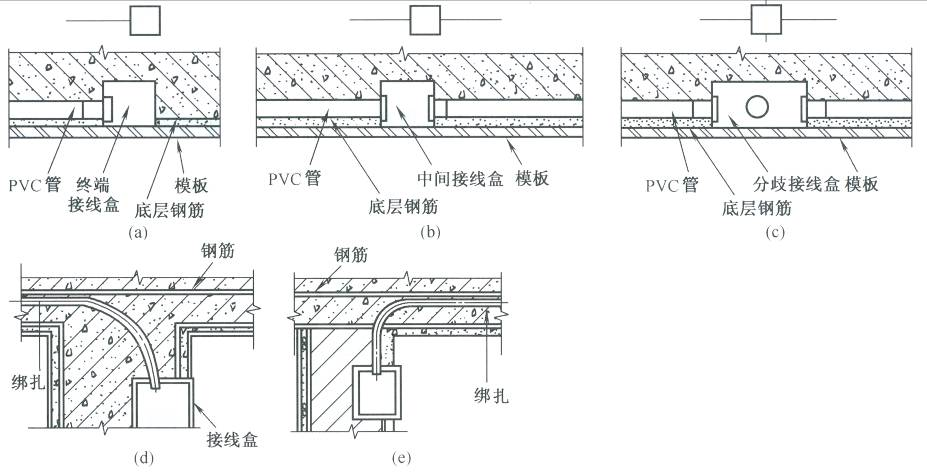 PVC管
终端
接线盒
底层钢筋
模板
(a)
PVC管
底层钢筋
中间接线盒
模板
(b)
PVC管
底层钢筋
分歧接线盒
模板
(c)
钢筋
绑扎
接线盒
(d)
钢筋
绑扎
(e)